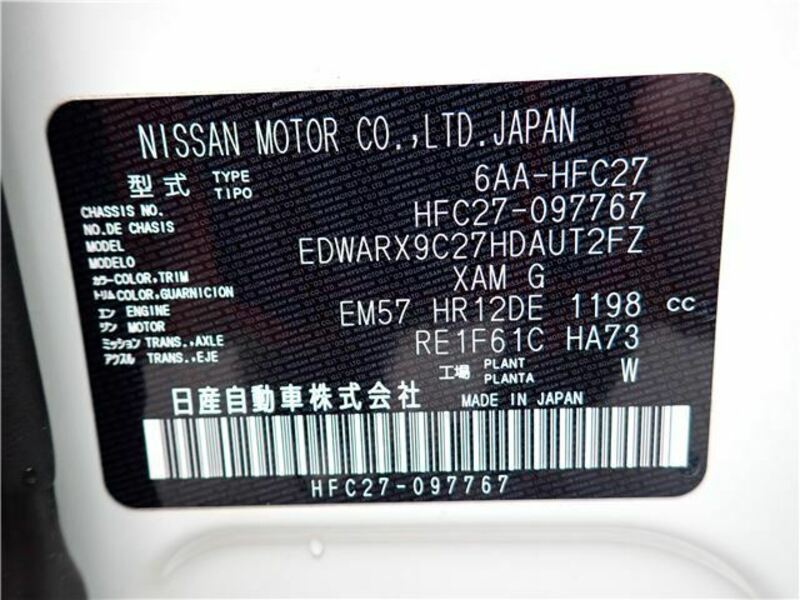 NISSAN MOTOR CO.,LTD.JAPAN
型式 TYPE TIPO 6AA-HFC27
CHASSIS NO. NO.DE CHASIS HFC27-097767
MODEL MODELO EDWARX9C27HDAUT2FZ
カラー COLOR,TRIM トリム COLOR,GUARNICION XAM G
エン ENGINE ジン MOTOR EM57 HR12DE 1198 cc
ミッション TRANS.,AXLE アクスル TRANS.,EJE RE1F61C HA73
工場 PLANT PLANTA W
日産自動車株式会社 MADE IN JAPAN
HFC27-097767